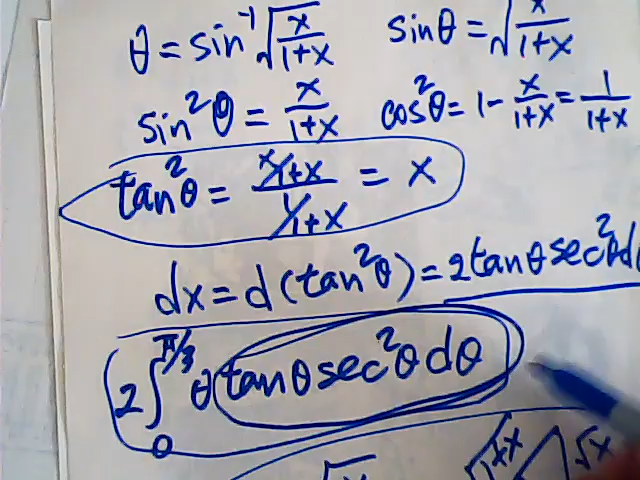 θ = sin⁻¹√(x/(1+x))   sinθ = √(x/(1+x))
sin²θ = x/(1+x)   cos²θ = 1 - x/(1+x) = 1/(1+x)
tan²θ = (x/1+x)/(1/1+x) = x
dx = d(tan²θ) = 2tanθ sec²θ d
2∫₀^(π/3) θ tanθ sec²θ dθ
√x